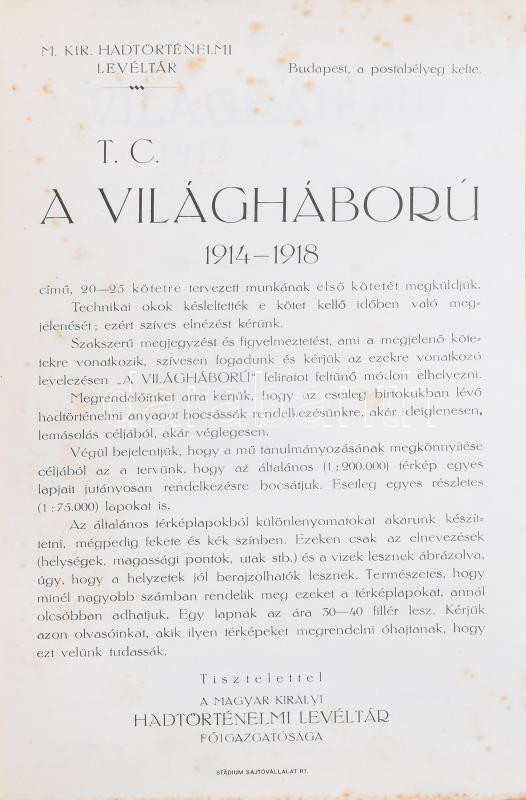 M. KIR. HADTÖRTÉNELMI
LEVÉLTÁR
Budapest, a postabélyeg kelte.
T. C.
A VILÁGHÁBORÚ
1914—1918
című, 20—25 kötetre tervezett munkának első kötetét megküldjük.
Technikai okok késleltették e kötet kellő időben való meg-
jelenését; ezért szíves elnézést kérünk.
Szakszerű megjegyzést és figyelmeztetést, ami a megjelenő köte-
tekre vonatkozik, szívesen fogadunk és kérjük az ezekre vonatkozó
levelezésen „A VILÁGHÁBORÚ” feliratot feltűnő módon elhelyezni.
Megrendelőinket arra kérjük, hogy az esetleg birtokukban lévő
hadtörténelmi anyagot bocsássák rendelkezésünkre, akár ideiglenesen,
lemásolás céljából, akár véglegesen.
Végül bejelentjük, hogy a mű tanulmányozásának megkönnyítése
céljából az a tervünk, hogy az általános (1:200.000) térkép egyes
lapjait jutányosan rendelkezésre bocsátjuk. Esetleg egyes részletes
(1:75.000) lapokat is.
Az általános térképlapokból különlenyomatokat akarunk készít-
tetni, mégpedig fekete és kék színben. Ezeken csak az elnevezések
(helységek, magassági pontok, utak stb.) és a vizek lesznek ábrázolva,
úgy, hogy a helyzetek jól berajzolhatók lesznek. Természetes, hogy
minél nagyobb számban rendelik meg ezeket a térképlapokat, annál
olcsóbban adhatjuk. Egy lapnak az ára 30—40 fillér lesz. Kérjük
azon olvasóinkat, akik ilyen térképeket megrendelni óhajtanak, hogy
ezt velünk tudassák.
Tisztelettel
A MAGYAR KIRÁLYI
HADTÖRTÉNELMI LEVÉLTÁR
FŐIGAZGATÓSÁGA
STÁDIUM SAJTÓVÁLLALAT RT.
darabanth